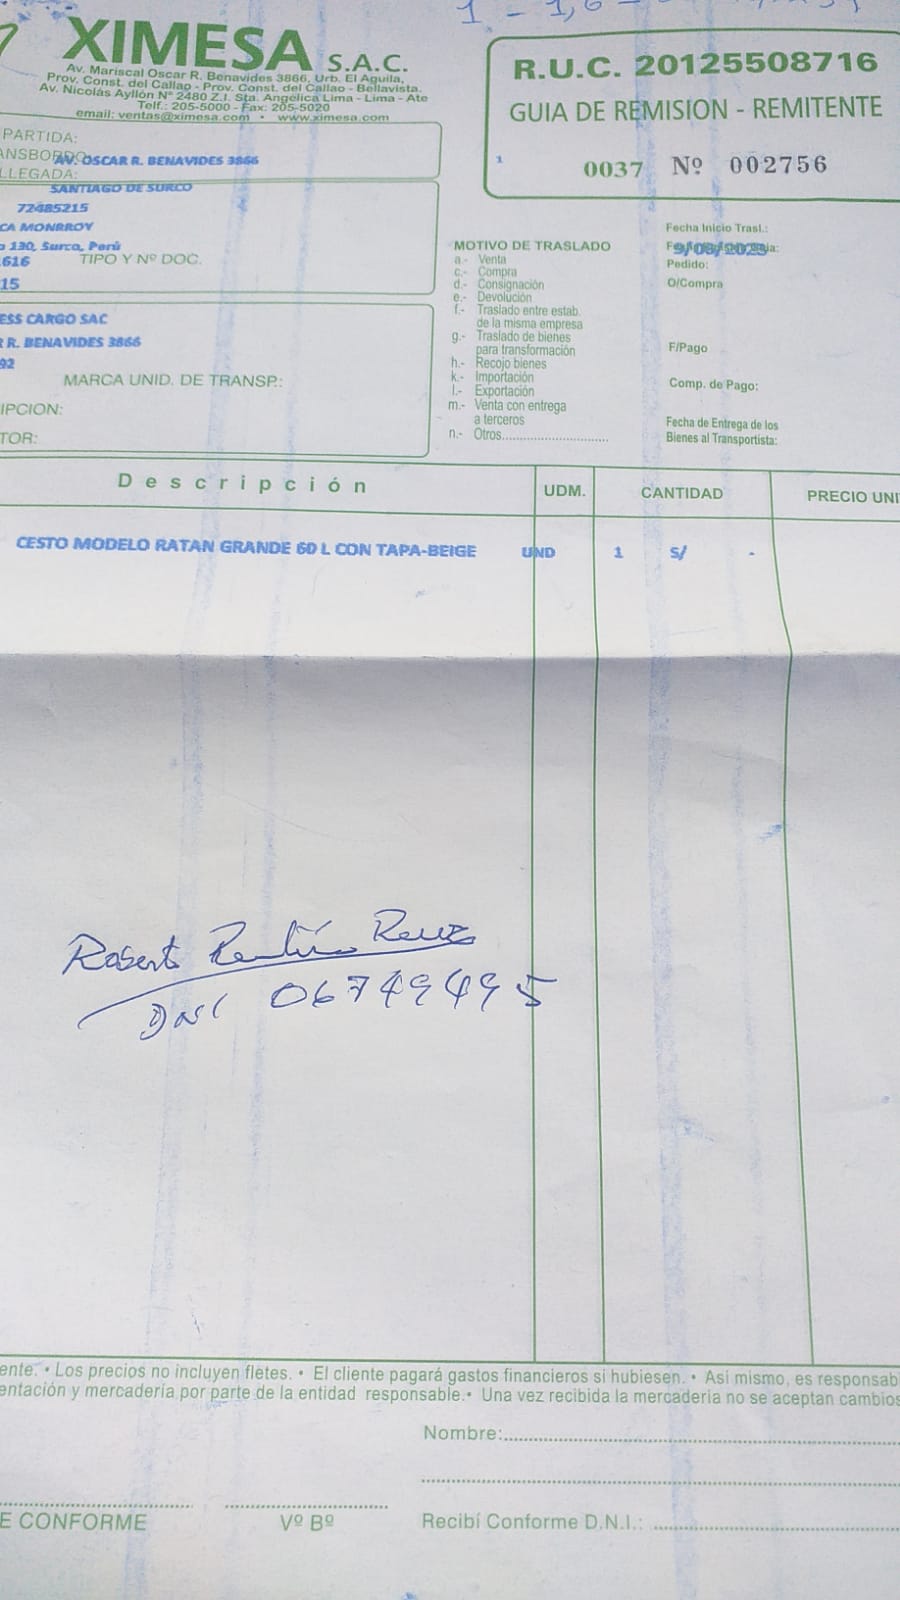 XIMESA S.A.C.
Av. Mariscal Oscar R. Benavides 3866, Urb. El Aguila,
Prov. Const. del Callao - Prov. Const. del Callao - Bellavista.
Av. Nicolás Ayllón Nº 2480 Z.I. Sta. Angélica Lima - Lima - Ate
Telf.: 205-5000 - Fax: 205-5020
email: ventas@ximesa.com • www.ximesa.com
R.U.C. 20125508716
GUIA DE REMISION - REMITENTE
1
0037 Nº 002756
PARTIDA:
AV. OSCAR R. BENAVIDES 3866
LLEGADA:
SANTIAGO DE SURCO
72485215
CA MONRROY
o 130, Surco, Perú
616 TIPO Y Nº DOC.
15
ESS CARGO SAC
R R. BENAVIDES 3866
92
MARCA UNID. DE TRANSP.:
IPCION:
TOR:
MOTIVO DE TRASLADO
a.- Venta
c.- Compra
d.- Consignación
e.- Devolución
f.- Traslado entre estab.
de la misma empresa
g.- Traslado de bienes
para transformación
h.- Recojo bienes
k.- Importación
l.- Exportación
m.- Venta con entrega
a terceros
n.- Otros
Fecha Inicio Trasl.:
Pedido:
O/Compra
F/Pago
Comp. de Pago:
Fecha de Entrega de los
Bienes al Transportista:
Descripción UDM. CANTIDAD PRECIO UNI
CESTO MODELO RATAN GRANDE 60 L CON TAPA-BEIGE UND 1 S/ -
Roberto
DNI 06749495
ente. • Los precios no incluyen fletes. • El cliente pagará gastos financieros si hubiesen. • Asi mismo, es responsab
entación y mercadería por parte de la entidad responsable. • Una vez recibida la mercadería no se aceptan cambios
Nombre:
E CONFORME Vº Bº Recibí Conforme D.N.I.: